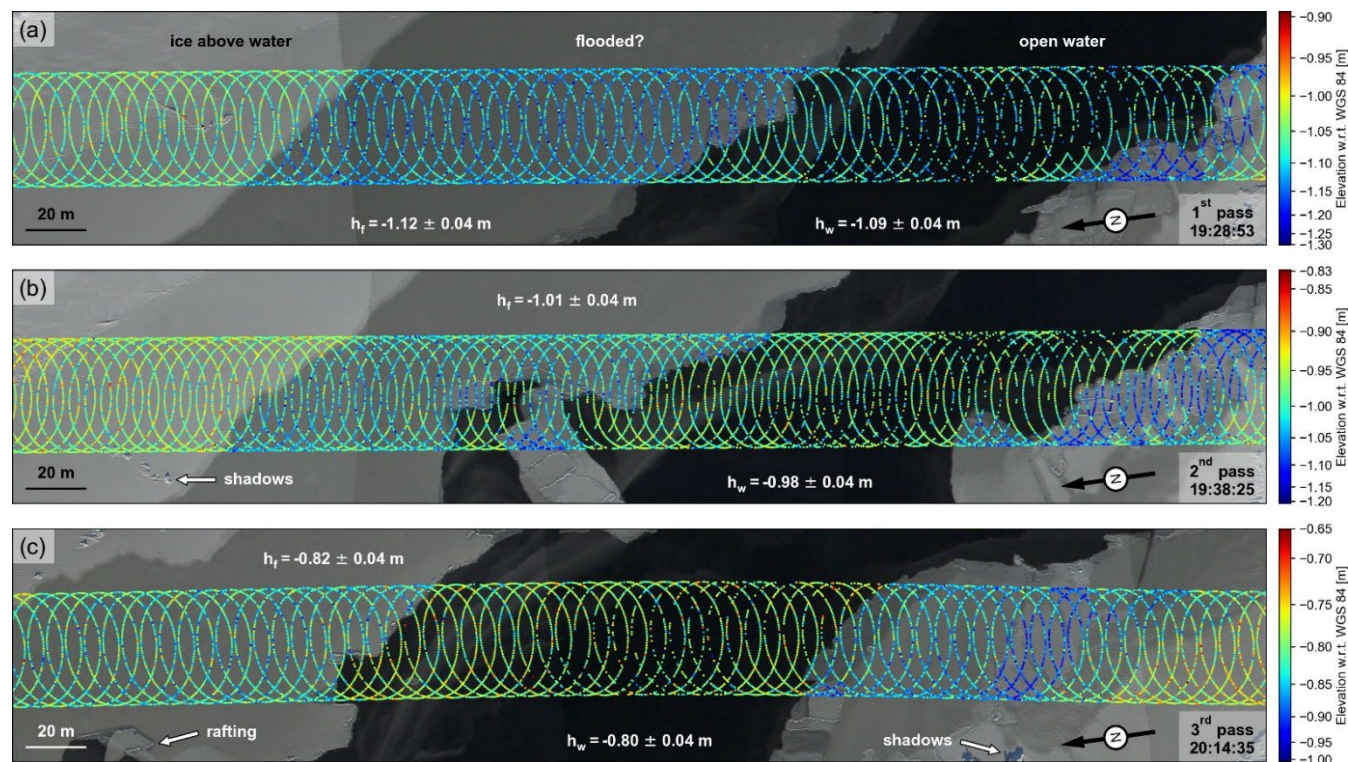 (a)
ice above water
flooded?
open water
20 m
h_f = -1.12 ± 0.04 m
h_w = -1.09 ± 0.04 m
N
1st pass
19:28:53
−0.90
−0.95
−1.00
−1.05
−1.10
−1.15
−1.20
−1.25
−1.30
Elevation w.r.t. WGS 84 [m]
(b)
h_f = -1.01 ± 0.04 m
20 m
shadows
h_w = -0.98 ± 0.04 m
N
2nd pass
19:38:25
−0.83
−0.90
−0.95
−1.00
−1.05
−1.10
−1.15
−1.20
Elevation w.r.t. WGS 84 [m]
(c)
h_f = -0.82 ± 0.04 m
20 m
rafting
h_w = -0.80 ± 0.04 m
shadows
N
3rd pass
20:14:35
−0.65
−0.70
−0.75
−0.80
−0.85
−0.90
−0.95
−1.00
Elevation w.r.t. WGS 84 [m]